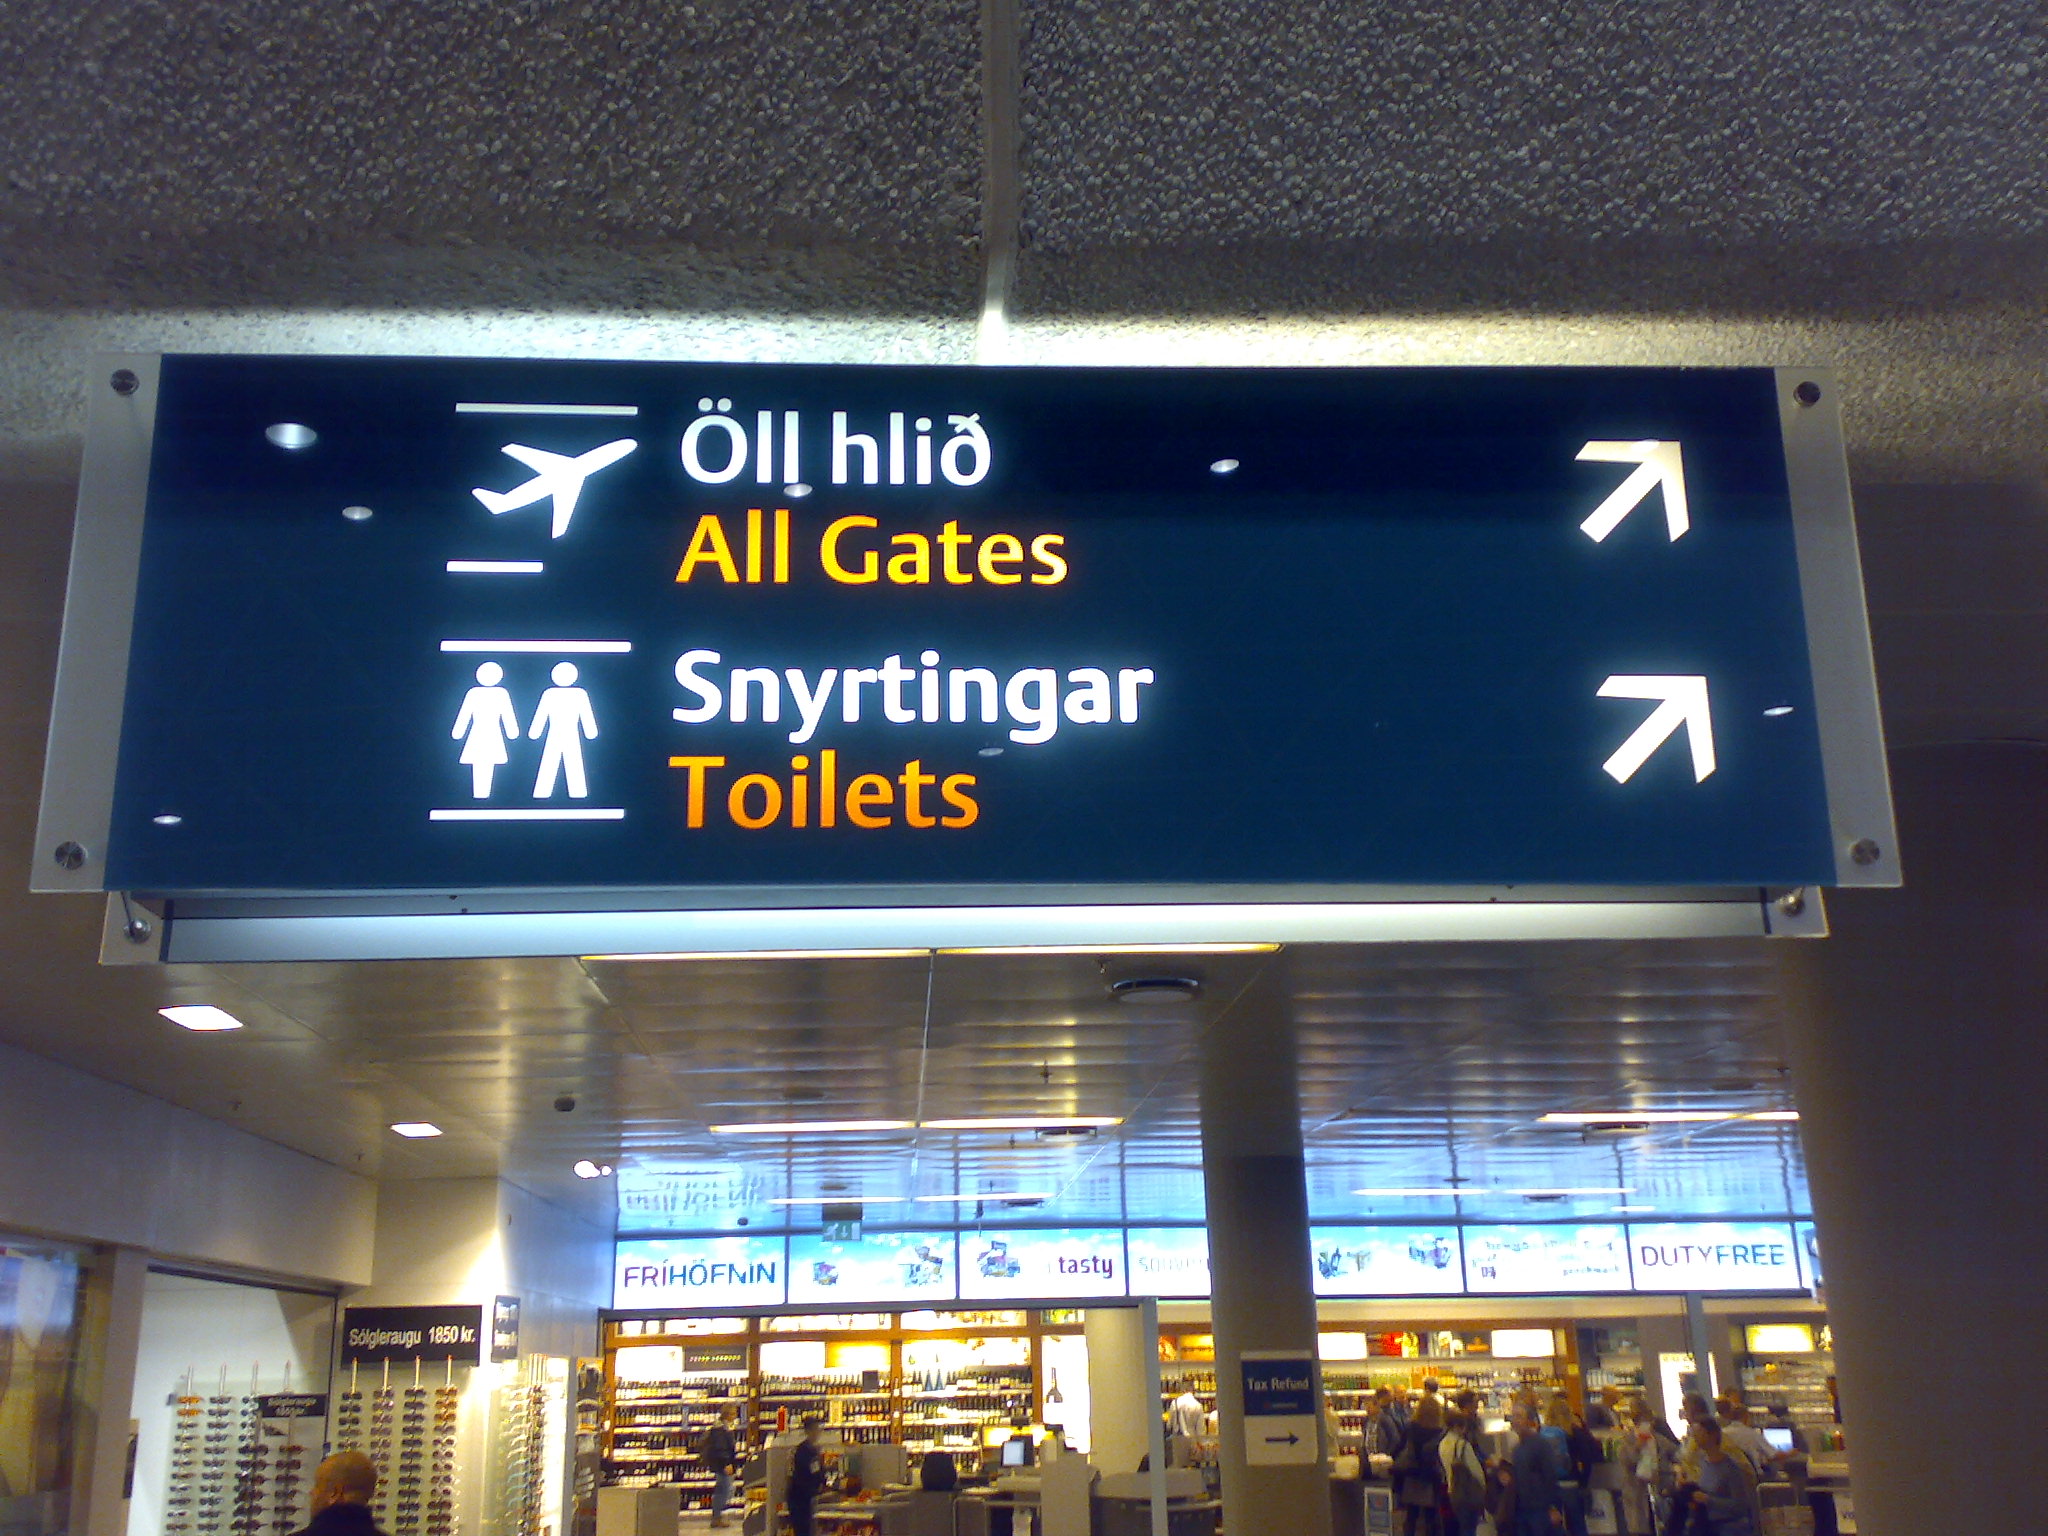 Öll hlið
All Gates
Snyrtingar
Toilets
FRÍHÖFNIN
tasty
DUTYFREE
Sólgleraugu 1850 kr.
Tax Refund